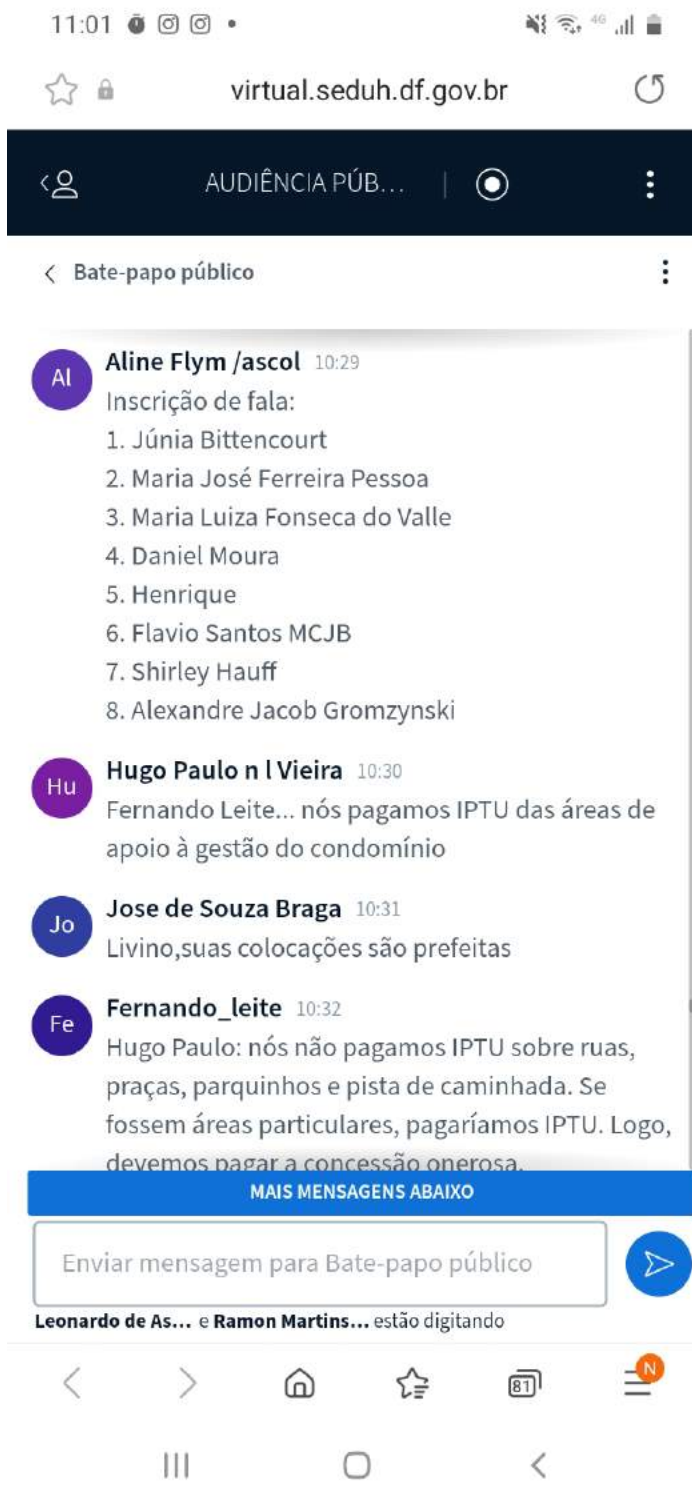 11:01
4G
virtual.seduh.df.gov.br
AUDIÊNCIA PÚB...
Bate-papo público
Al
Aline Flym /ascol 10:29
Inscrição de fala:
1. Júnia Bittencourt
2. Maria José Ferreira Pessoa
3. Maria Luiza Fonseca do Valle
4. Daniel Moura
5. Henrique
6. Flavio Santos MCJB
7. Shirley Hauff
8. Alexandre Jacob Gromzynski
Hu
Hugo Paulo n l Vieira 10:30
Fernando Leite... nós pagamos IPTU das áreas de
apoio à gestão do condomínio
Jo
Jose de Souza Braga 10:31
Livino,suas colocações são prefeitas
Fe
Fernando_leite 10:32
Hugo Paulo: nós não pagamos IPTU sobre ruas,
praças, parquinhos e pista de caminhada. Se
fossem áreas particulares, pagaríamos IPTU. Logo,
devemos pagar a concessão onerosa.
MAIS MENSAGENS ABAIXO
Enviar mensagem para Bate-papo público
Leonardo de As... e Ramon Martins... estão digitando
81
N